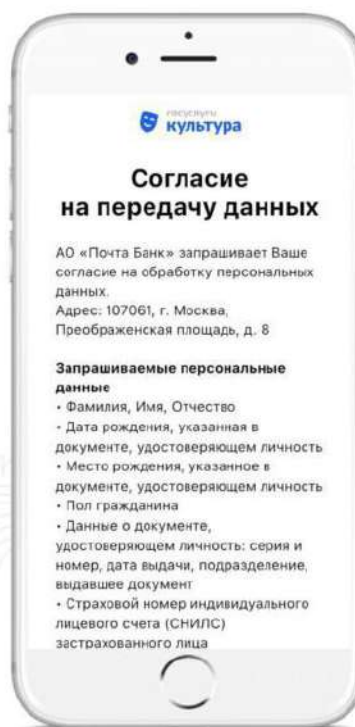 госуслуги
культура
Согласие
на передачу данных
АО «Почта Банк» запрашивает Ваше
согласие на обработку персональных
данных.
Адрес: 107061, г. Москва,
Преображенская площадь, д. 8
Запрашиваемые персональные
данные
• Фамилия, Имя, Отчество
• Дата рождения, указанная в
документе, удостоверяющем личность
• Место рождения, указанное в
документе, удостоверяющем личность
• Пол гражданина
• Данные о документе,
удостоверяющем личность: серия и
номер, дата выдачи, подразделение,
выдавшее документ
• Страховой номер индивидуального
лицевого счета (СНИЛС)
застрахованного лица